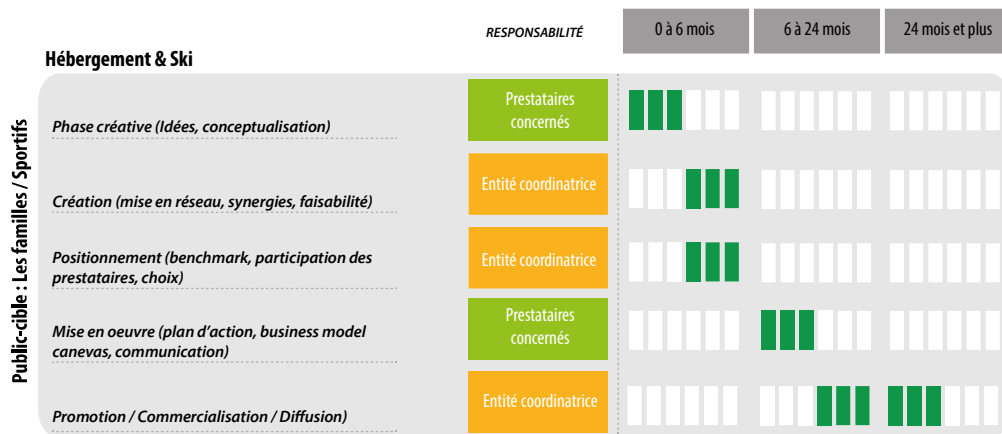 RESPONSABILITÉ
0 à 6 mois
6 à 24 mois
24 mois et plus
Hébergement & Ski
Public-cible : Les familles / Sportifs
Phase créative (Idées, conceptualisation)
Prestataires
concernés
Création (mise en réseau, synergies, faisabilité)
Entité coordinatrice
Positionnement (benchmark, participation des
prestataires, choix)
Entité coordinatrice
Mise en oeuvre (plan d'action, business model
canevas, communication)
Prestataires
concernés
Promotion / Commercialisation / Diffusion)
Entité coordinatrice